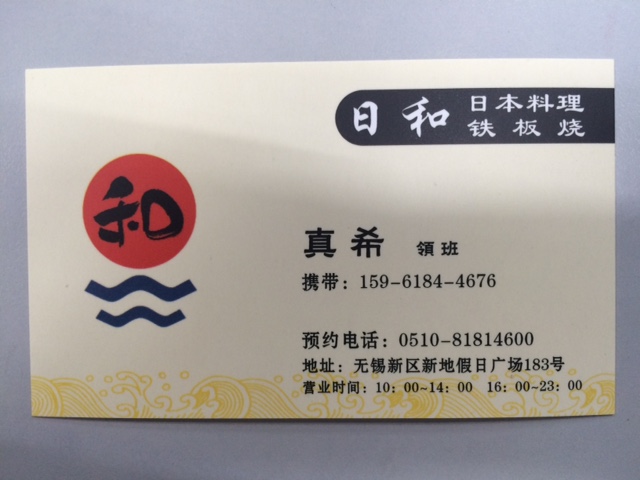 日和 日本料理
铁板烧
和
真希 領班
携带：159-6184-4676
预约电话：0510-81814600
地址：无锡新区新地假日广场183号
营业时间：10：00~14：00 16：00~23：00